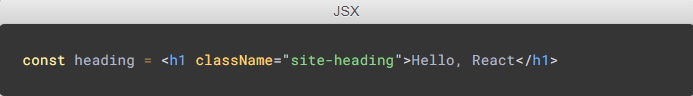 JSX
const heading = <h1 className="site-heading">Hello, React</h1>